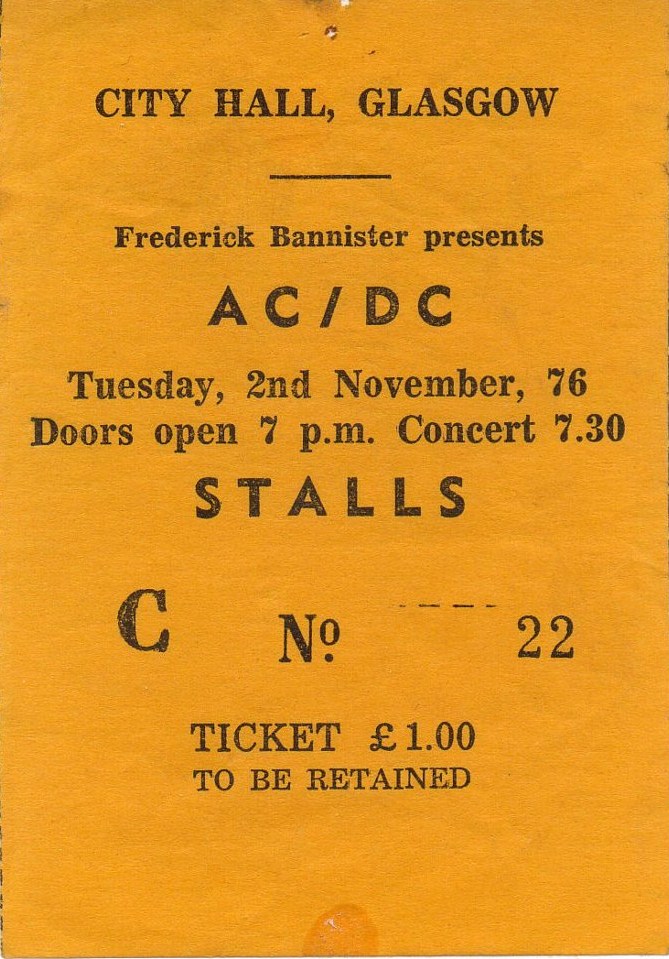 CITY HALL, GLASGOW
Frederick Bannister presents
AC/DC
Tuesday, 2nd November, 76
Doors open 7 p.m. Concert 7.30
STALLS
C Nº 22
TICKET £1.00
TO BE RETAINED